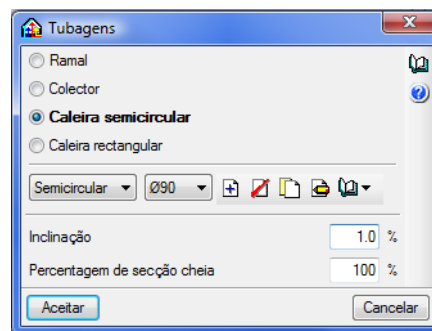 Tubagens
Ramal
Colector
Caleira semicircular
Caleira rectangular
Semicircular Ø90
Inclinação 1.0 %
Percentagem de secção cheia 100 %
Aceitar Cancelar